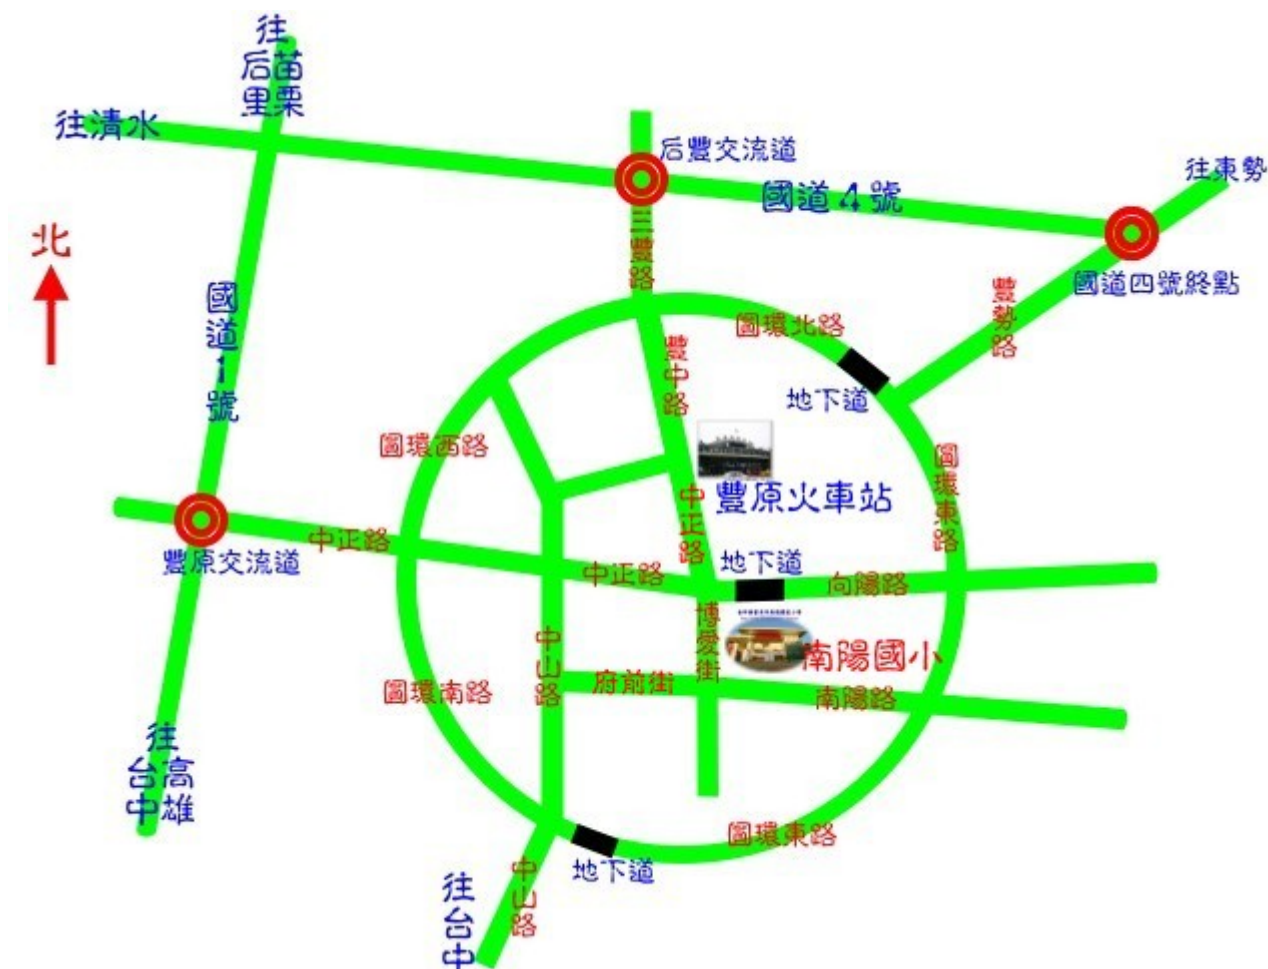 往
后苗
里栗
往清水
后豐交流道
往東勢
國道4號
北
三豐路
國道四號終點
國道1號
豐勢路
圓環北路
豐中路
地下道
圓環西路
圓環東路
豐原火車站
中正路
中正路
豐原交流道
中正路
地下道
向陽路
博愛街
南陽國小
中山路
府前街
南陽路
圓環南路
往
台高
中雄
圓環東路
地下道
中山路
往台中